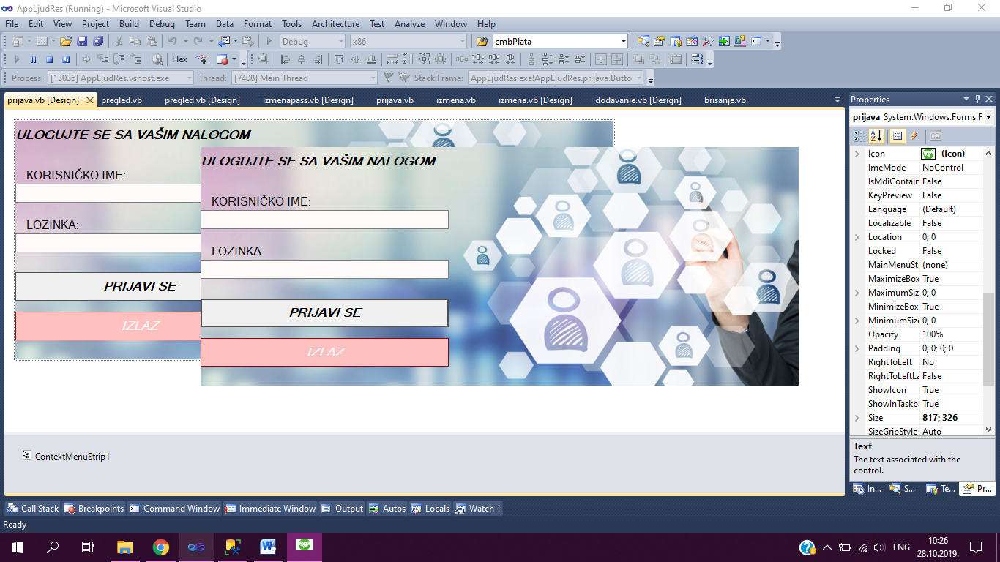 AppLjudRes (Running) - Microsoft Visual Studio
File Edit View Project Build Debug Team Data Format Tools Architecture Test Analyze Window Help
Debug x86 cmbPlata
Hex
Process: [13036] AppLjudRes.vshost.exe Thread: [7408] Main Thread Stack Frame: AppLjudRes.exe!AppLjudRes.prijava.Butto
prijava.vb [Design] pregled.vb pregled.vb [Design] izmenapass.vb [Design] prijava.vb izmena.vb izmena.vb [Design] dodavanje.vb [Design] brisanje.vb
ULOGUJTE SE SA VAŠIM NALOGOM
KORISNIČKO IME:
LOZINKA:
PRIJAVI SE
IZLAZ
ULOGUJTE SE SA VAŠIM NALOGOM
KORISNIČKO IME:
LOZINKA:
PRIJAVI SE
IZLAZ
ContextMenuStrip1
Properties
prijava System.Windows.Forms.F
Icon (Icon)
ImeMode NoControl
IsMdiContain False
KeyPreview False
Language (Default)
Localizable False
Location 0; 0
Locked False
MainMenuSt (none)
MaximizeBox True
MaximumSiz 0; 0
MinimizeBox True
MinimumSize 0; 0
Opacity 100%
Padding 0; 0; 0; 0
RightToLeft No
RightToLeftLa False
ShowIcon True
ShowInTaskb True
Size 817; 326
SizeGripStyle Auto
Text
The text associated with the
control.
In... S... Te... Pr...
Call Stack Breakpoints Command Window Immediate Window Output Autos Locals Watch 1
Ready
ENG
10:26
28.10.2019.